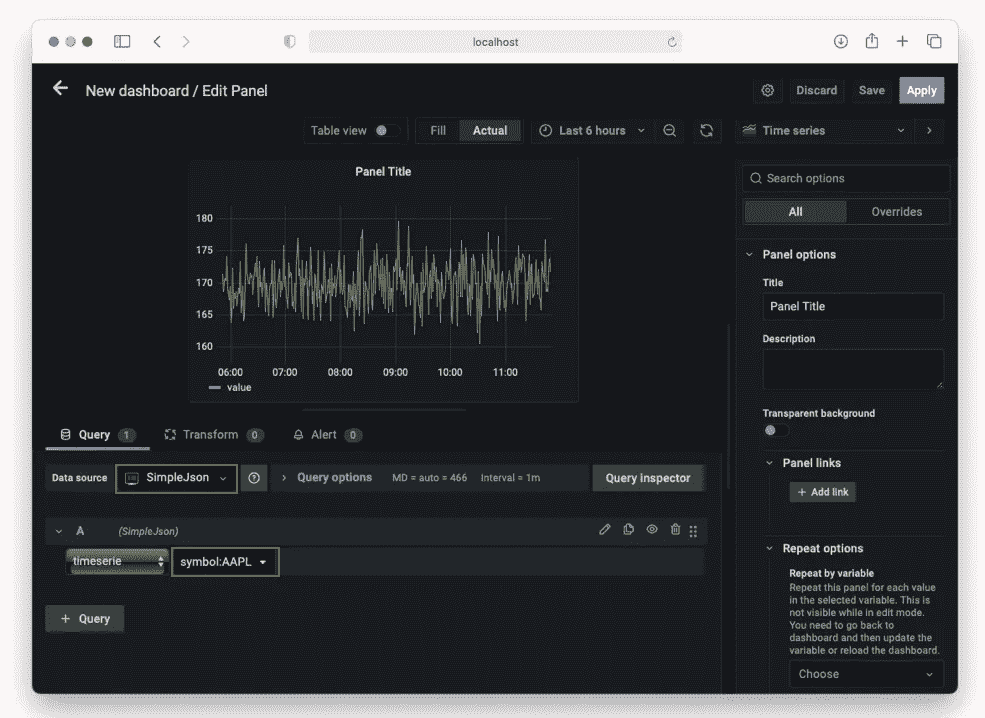 localhost
New dashboard / Edit Panel
Discard
Save
Apply
Table view
Fill
Actual
Last 6 hours
Time series
Panel Title
180
175
170
165
160
06:00
07:00
08:00
09:00
10:00
11:00
value
Search options
All
Overrides
Panel options
Title
Panel Title
Description
Transparent background
Panel links
+ Add link
Repeat options
Repeat by variable
Repeat this panel for each value
in the selected variable. This is
not visible while in edit mode.
You need to go back to
dashboard and then update the
variable or reload the dashboard.
Choose
Query 1
Transform 0
Alert 0
Data source
SimpleJson
Query options
MD = auto = 466
Interval = 1m
Query inspector
A
(SimpleJson)
timeserie
symbol:AAPL
+ Query